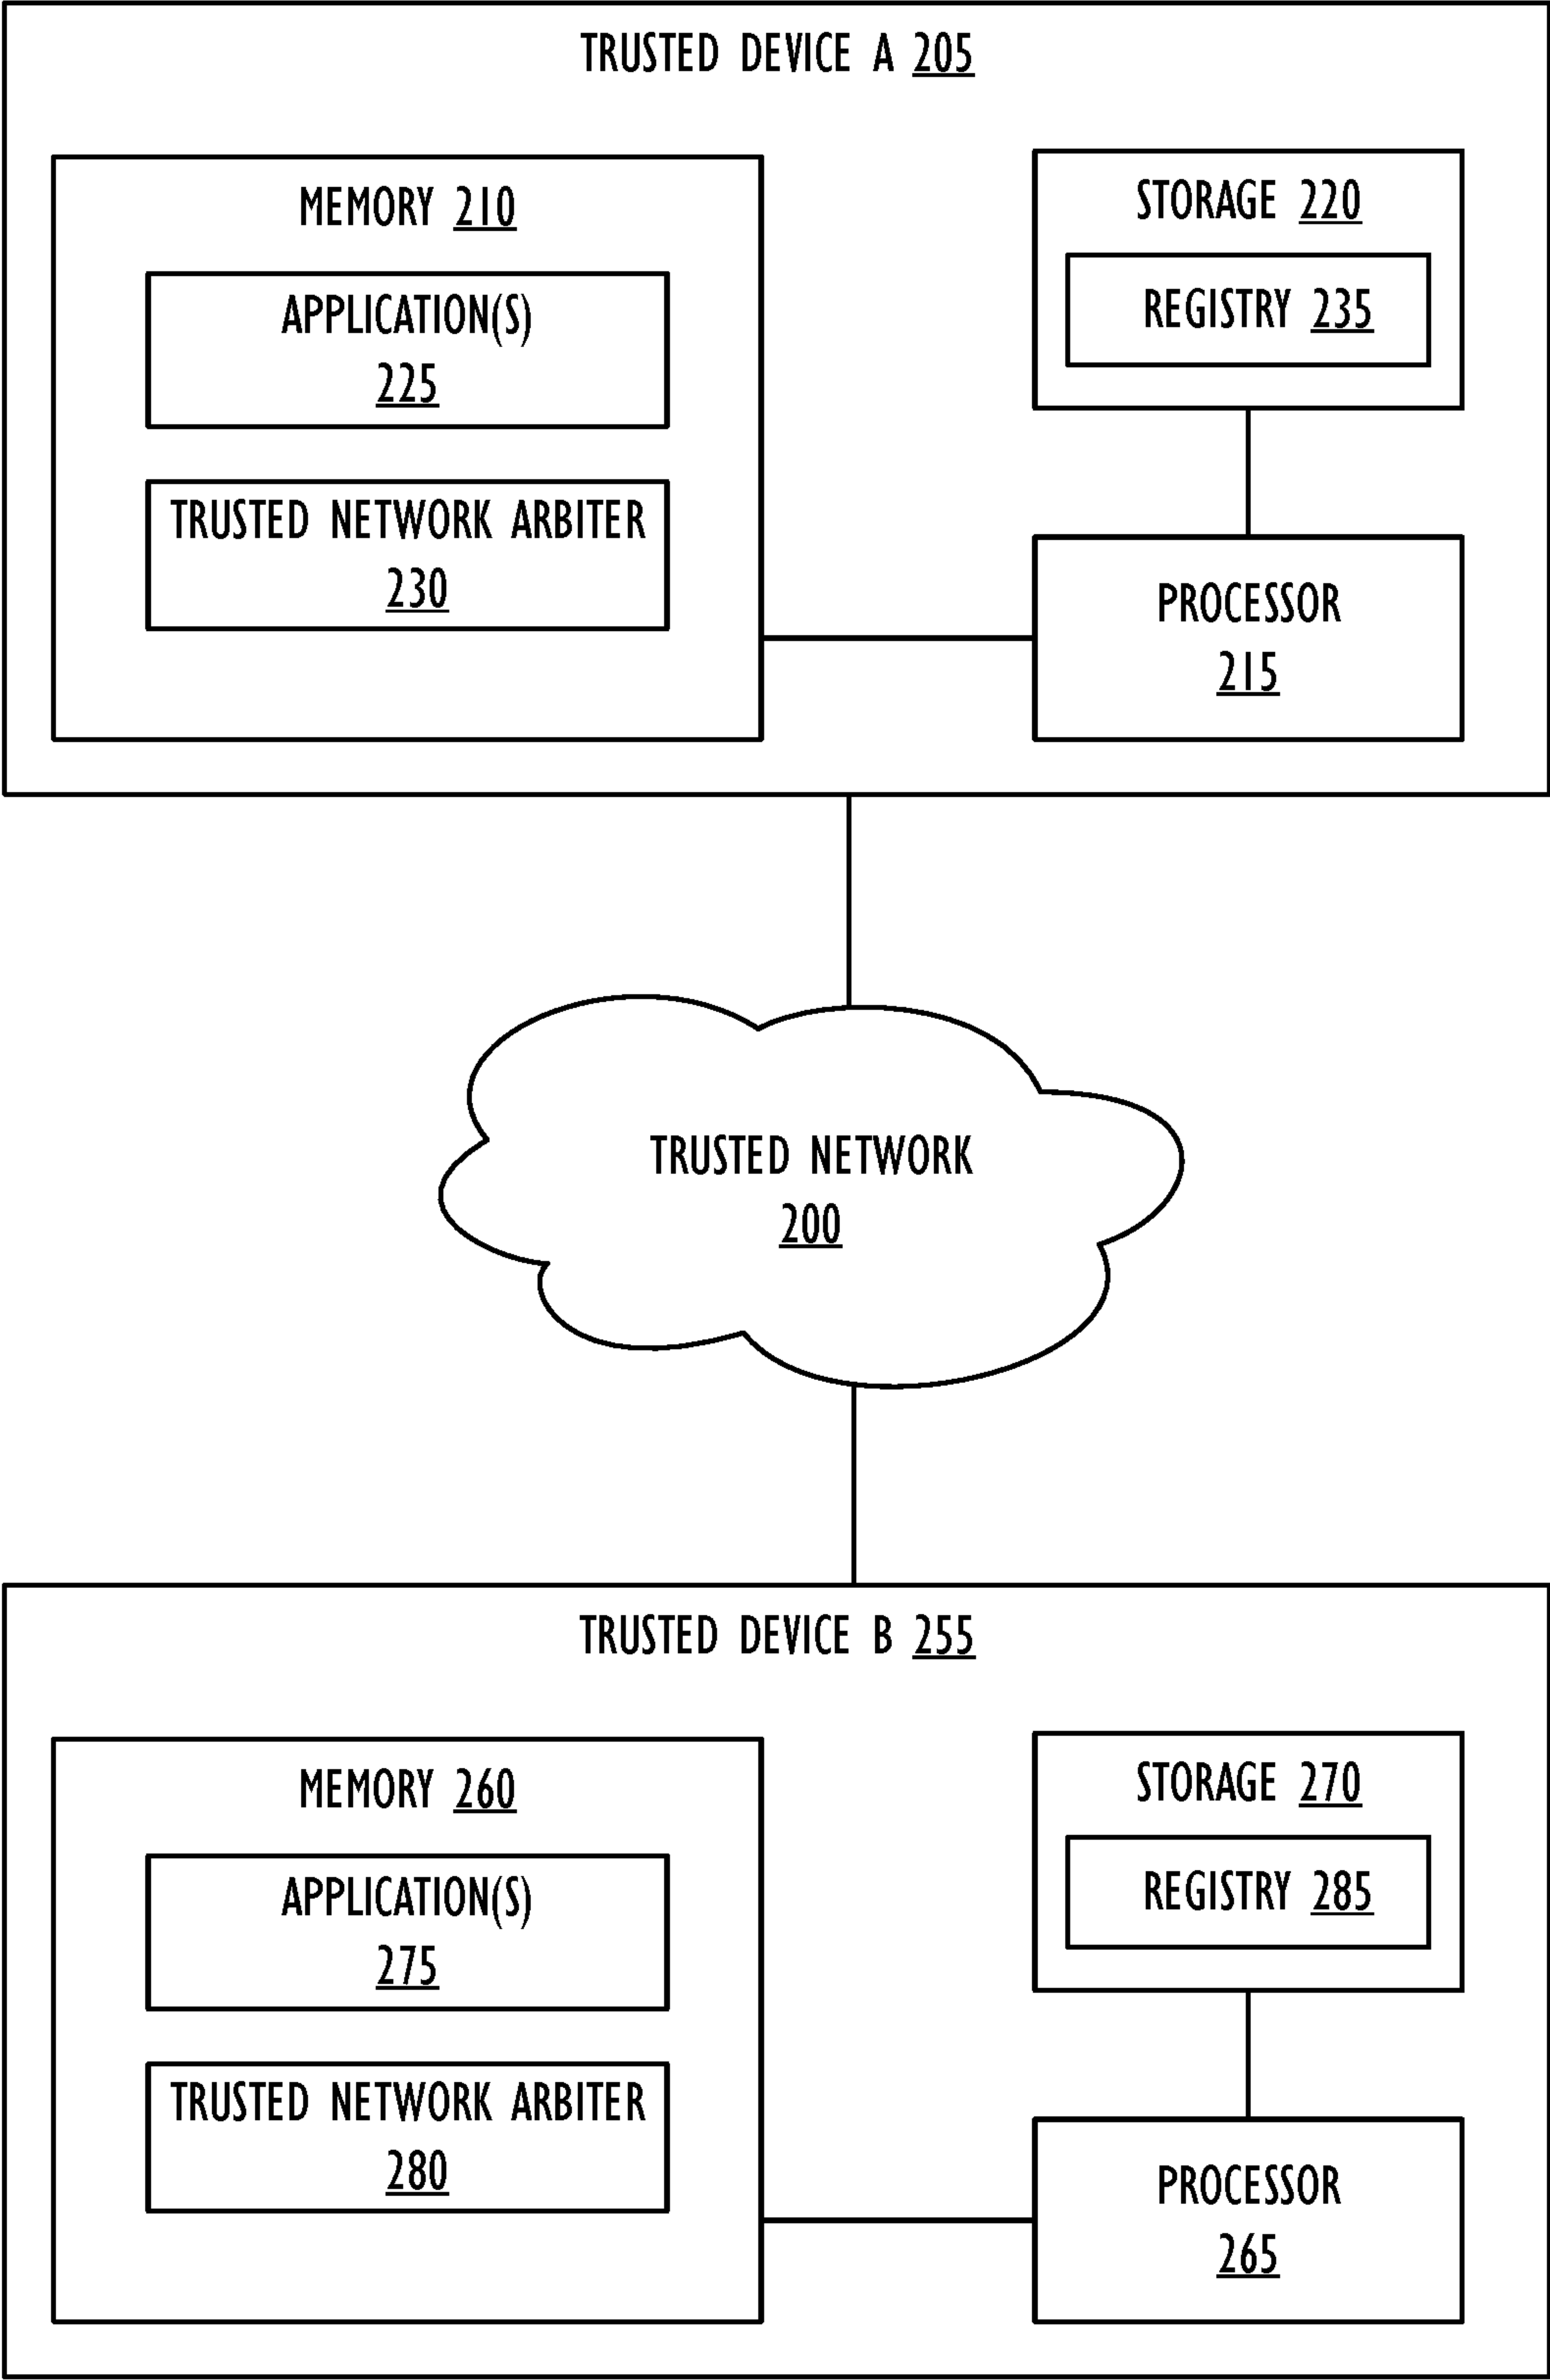 TRUSTED DEVICE A 205
MEMORY 210
APPLICATION(S)
225
TRUSTED NETWORK ARBITER
230
STORAGE 220
REGISTRY 235
PROCESSOR
215
TRUSTED NETWORK
200
TRUSTED DEVICE B 255
MEMORY 260
APPLICATION(S)
275
TRUSTED NETWORK ARBITER
280
STORAGE 270
REGISTRY 285
PROCESSOR
265